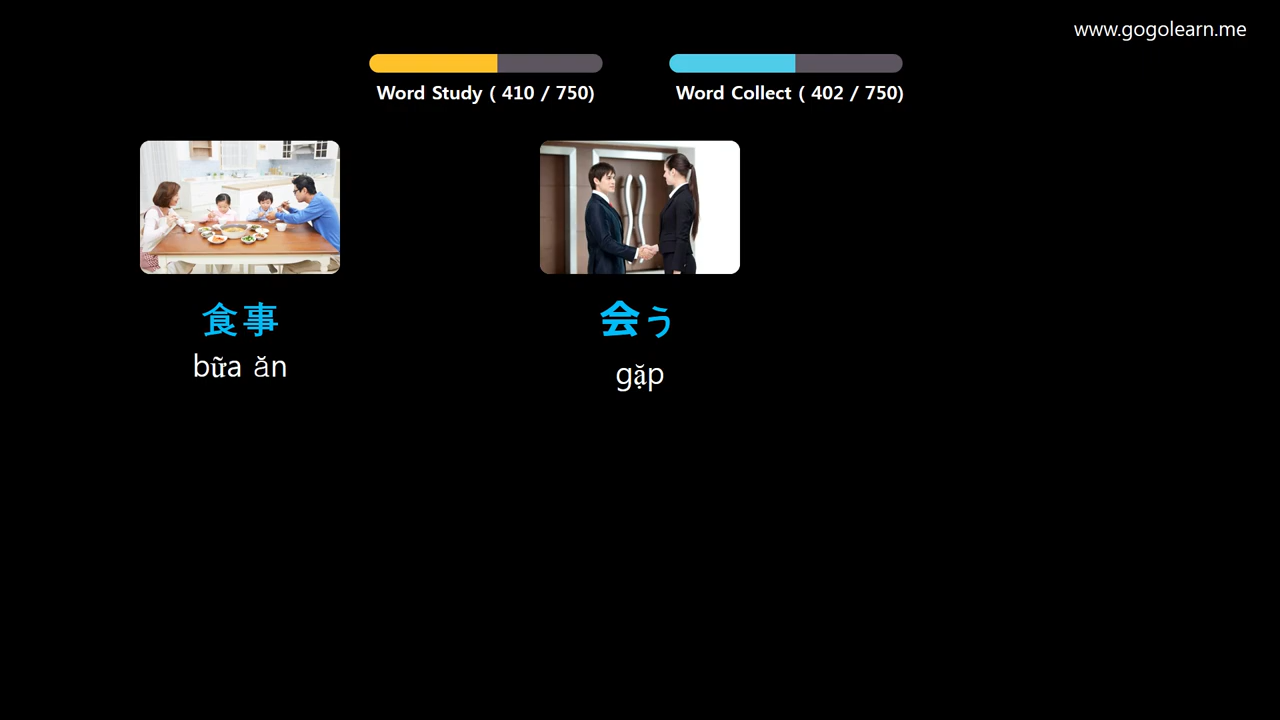 www.gogolearn.me
Word Study ( 410 / 750)
Word Collect ( 402 / 750)
食事
bữa ăn
会う
gặp